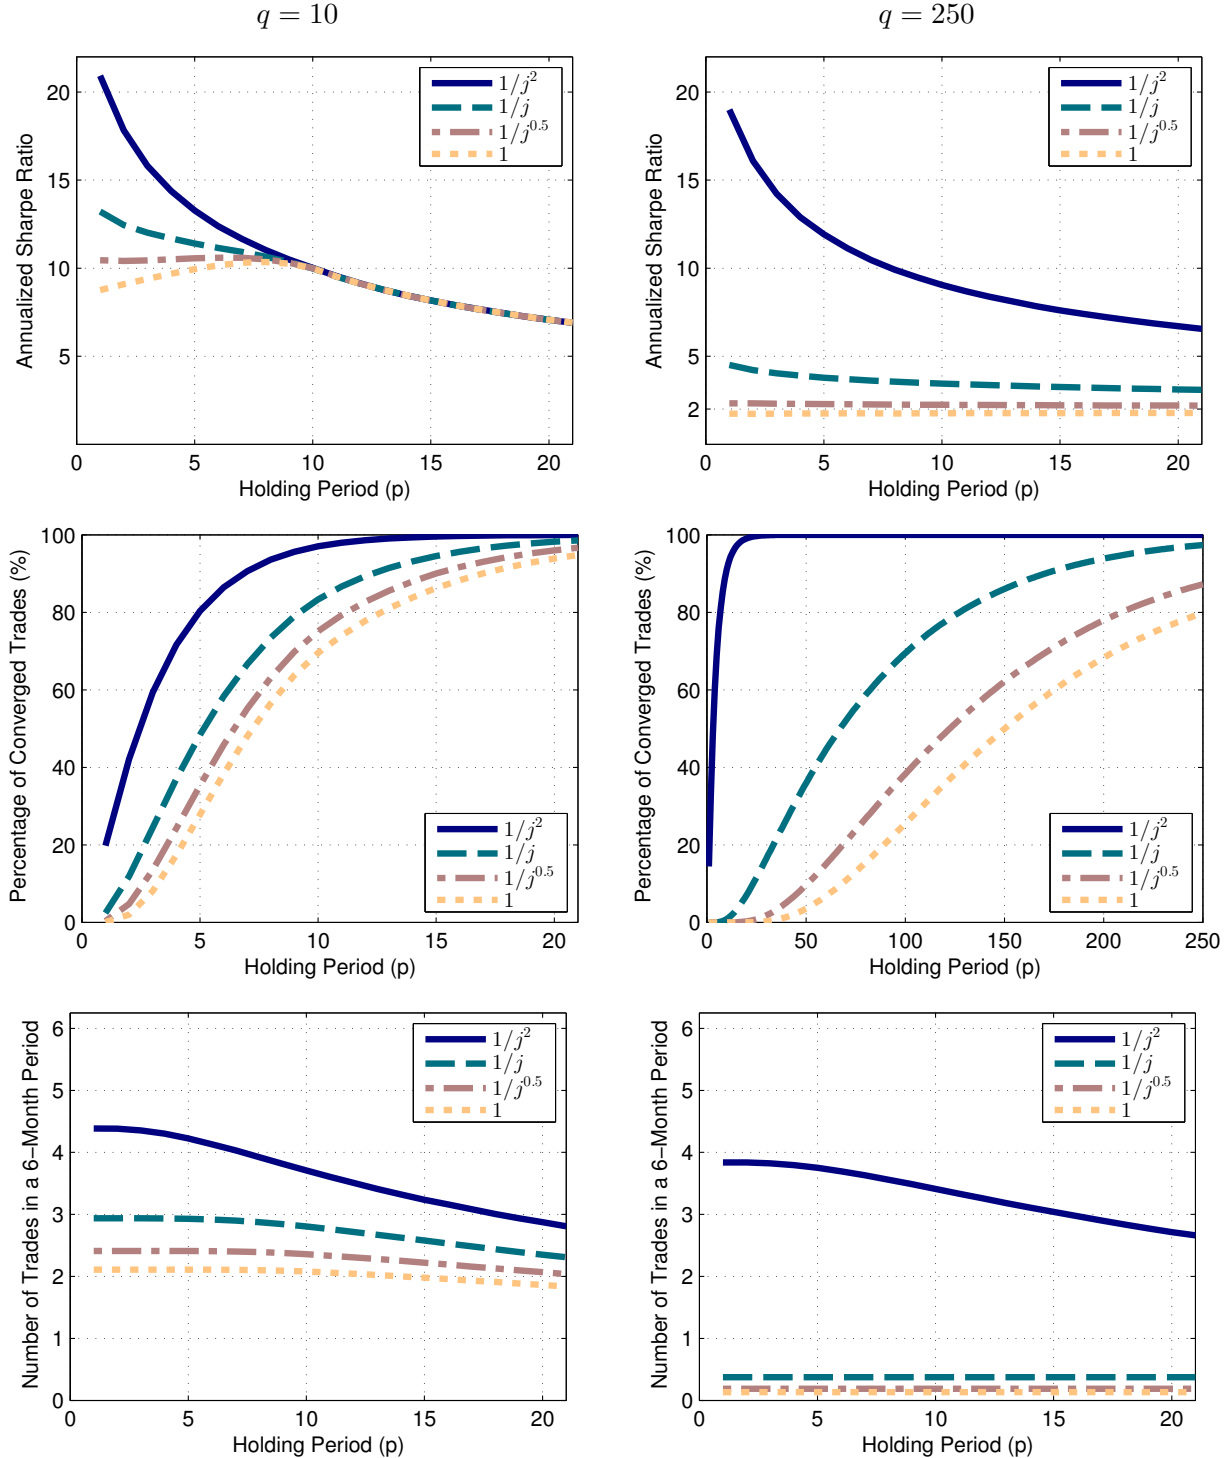 q = 10
q = 250
Annualized Sharpe Ratio
20
15
10
5
0
5
10
15
20
Holding Period (p)
1/j²
1/j
1/j^0.5
1
Annualized Sharpe Ratio
20
15
10
5
2
0
5
10
15
20
Holding Period (p)
1/j²
1/j
1/j^0.5
1
Percentage of Converged Trades (%)
100
80
60
40
20
0
0
5
10
15
20
Holding Period (p)
1/j²
1/j
1/j^0.5
1
Percentage of Converged Trades (%)
100
80
60
40
20
0
0
50
100
150
200
250
Holding Period (p)
1/j²
1/j
1/j^0.5
1
Number of Trades in a 6−Month Period
6
5
4
3
2
1
0
0
5
10
15
20
Holding Period (p)
1/j²
1/j
1/j^0.5
1
Number of Trades in a 6−Month Period
6
5
4
3
2
1
0
0
5
10
15
20
Holding Period (p)
1/j²
1/j
1/j^0.5
1